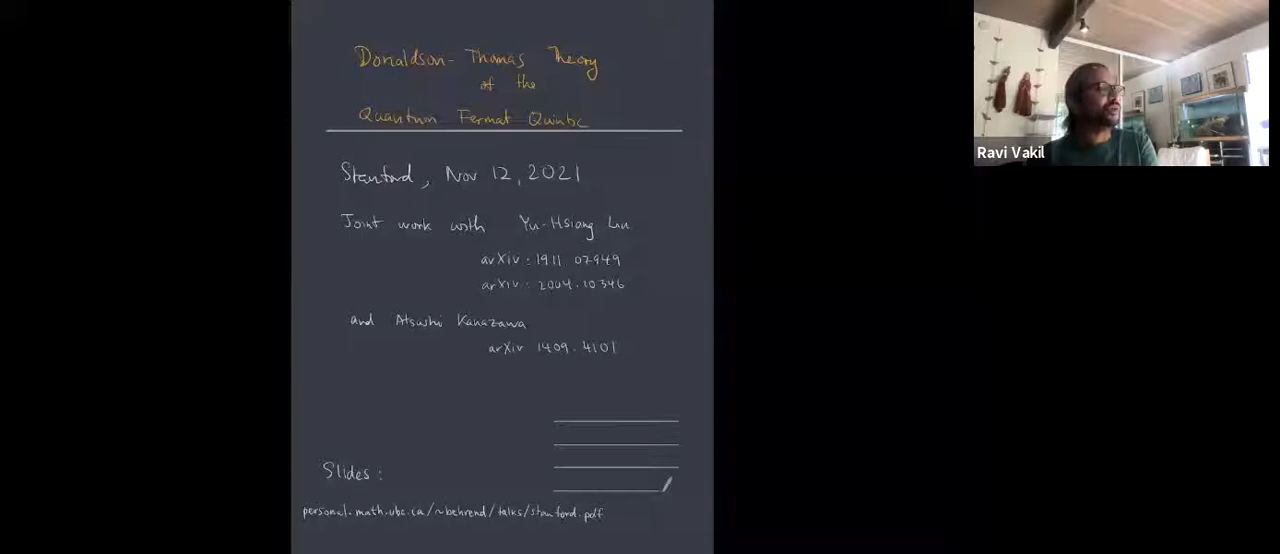 Donaldson-Thomas Theory
of the
Quantum Fermat Quintic
Stanford, Nov 12, 2021
Joint work with Yu-Hsiang Liu
arXiv: 1911.07949
arXiv: 2004.10346
and Atsushi Kanazawa
arXiv 1409.4101
Slides:
personal.math.ubc.ca/~behrend/talks/stanford.pdf
Ravi Vakil